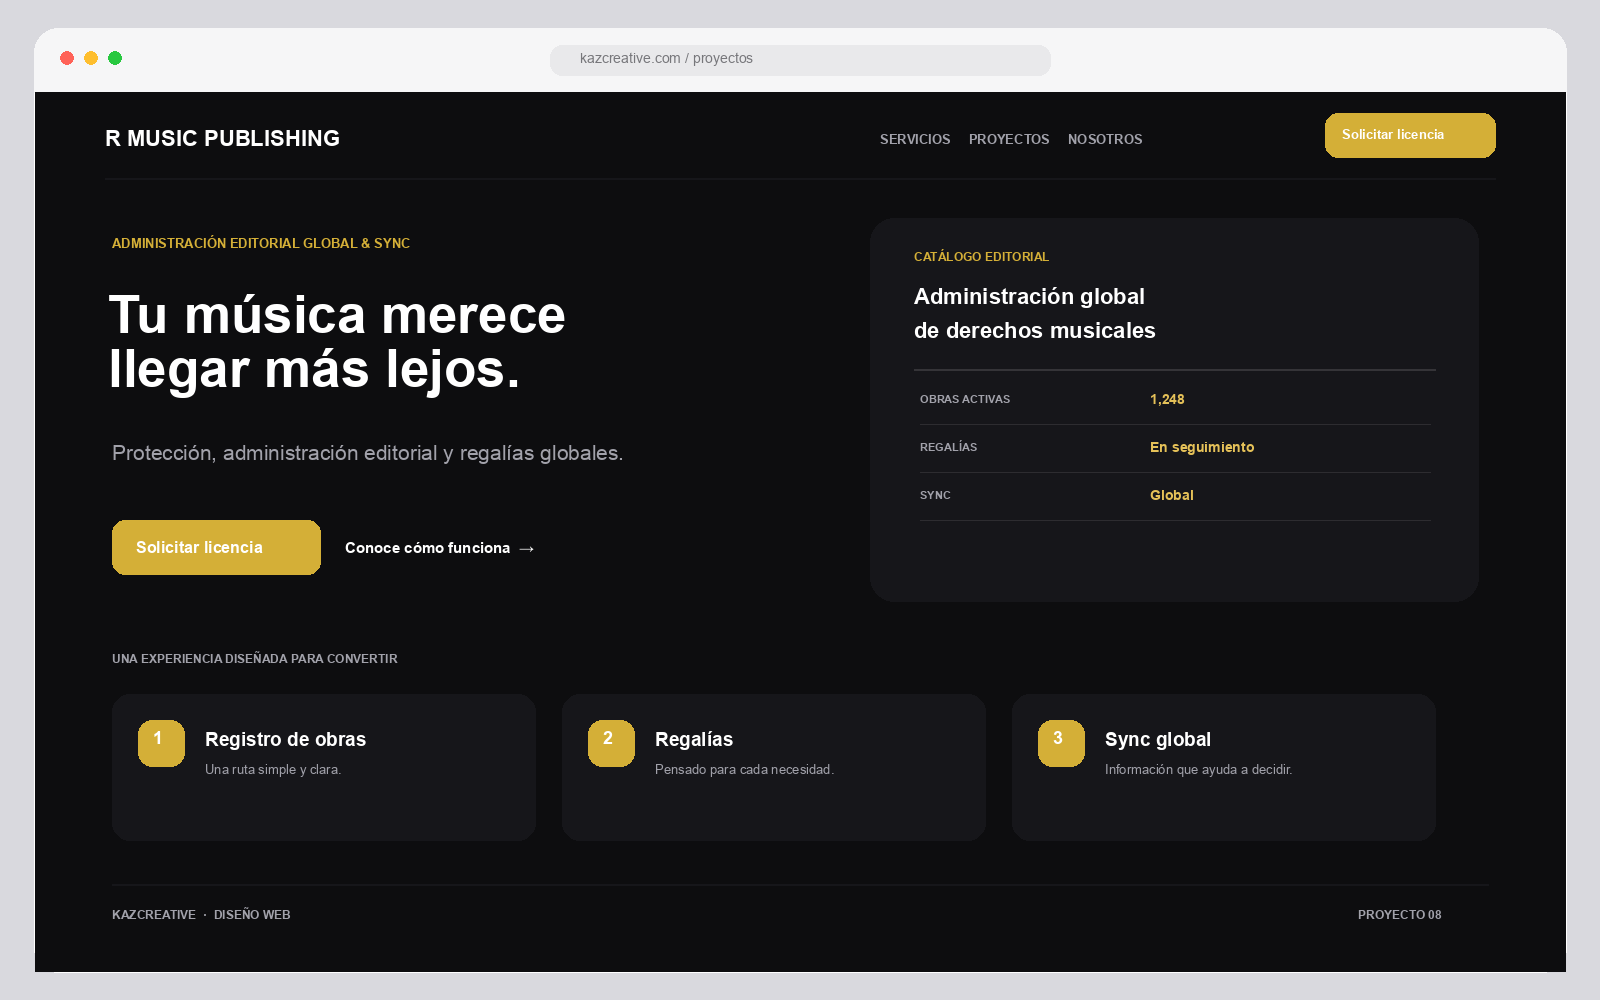 kazcreative.com / proyectos
R MUSIC PUBLISHING
SERVICIOS PROYECTOS NOSOTROS
Solicitar licencia
ADMINISTRACIÓN EDITORIAL GLOBAL & SYNC
Tu música merece
llegar más lejos.
Protección, administración editorial y regalías globales.
Solicitar licencia
Conoce cómo funciona →
CATÁLOGO EDITORIAL
Administración global
de derechos musicales
OBRAS ACTIVAS 1,248
REGALÍAS En seguimiento
SYNC Global
UNA EXPERIENCIA DISEÑADA PARA CONVERTIR
1 Registro de obras
Una ruta simple y clara.
2 Regalías
Pensado para cada necesidad.
3 Sync global
Información que ayuda a decidir.
KAZCREATIVE · DISEÑO WEB
PROYECTO 08